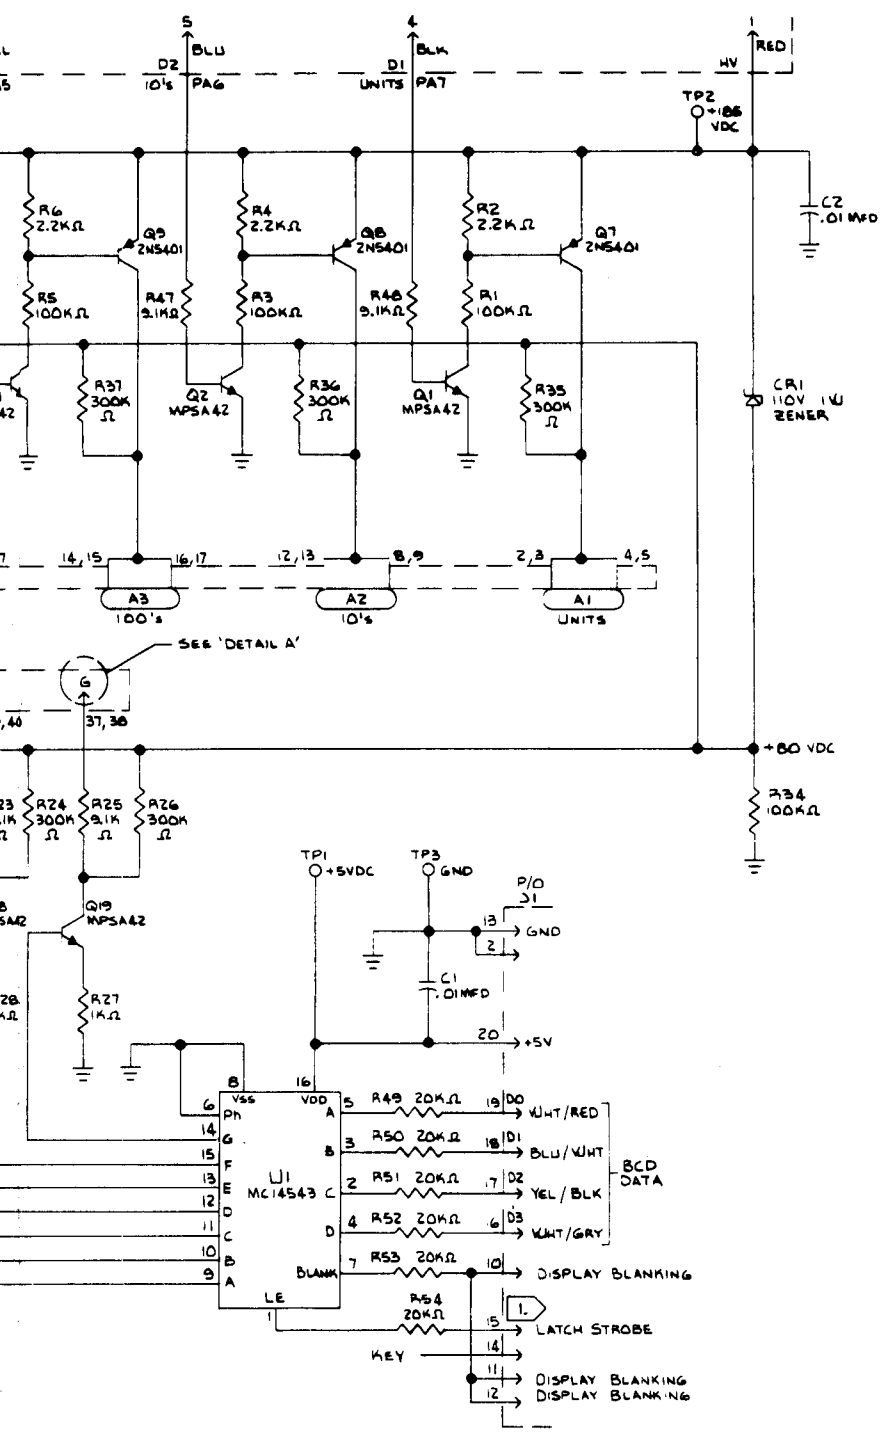 5
4
1
BLU
BLK
RED
D2
D1
HV
10's
PA6
UNITS
PA7
TP2
VDC
R6
2.2KΩ
Q9
2N5401
R4
2.2KΩ
Q8
2N5401
R2
2.2KΩ
Q7
2N5401
C2
.01 MFD
R5
100KΩ
R47
9.1KΩ
R3
100KΩ
R48
9.1KΩ
R1
100KΩ
R37
300K
Ω
Q2
MPSA42
R36
300K
Ω
Q1
MPSA42
R35
300K
Ω
CR1
110V 1W
ZENER
14,15
16,17
12,13
8,9
2,3
4,5
A3
A2
A1
100's
10's
UNITS
SEE 'DETAIL A'
G
37,38
+80 VDC
R24
300K
Ω
R25
9.1K
Ω
R26
300K
Ω
R34
100KΩ
TP1
+5VDC
TP3
GND
P/O
J1
Q19
MPSA42
13
GND
2
C1
.01MFD
R27
1KΩ
20
+5V
8
VSS
16
VDD
6
Ph
A
5
R49 20KΩ
19
D0
WHT/RED
14
G
B
3
R50 20KΩ
18
D1
BLU/WHT
15
F
13
E
U1
MC14543
C
2
R51 20KΩ
17
D2
YEL/BLK
BCD
DATA
12
D
D
4
R52 20KΩ
16
D3
WHT/GRY
11
C
10
B
BLANK
7
R53 20KΩ
10
DISPLAY BLANKING
9
A
LE
1
R54
20KΩ
1.
15
LATCH STROBE
KEY
14
11
DISPLAY BLANKING
12
DISPLAY BLANKING